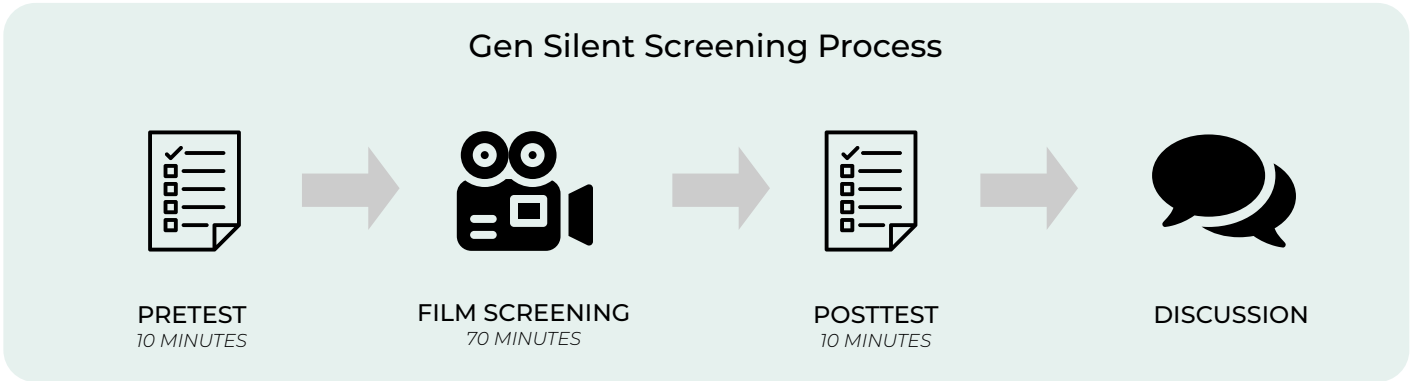 Gen Silent Screening Process
PRETEST
10 MINUTES
FILM SCREENING
70 MINUTES
POSTTEST
10 MINUTES
DISCUSSION